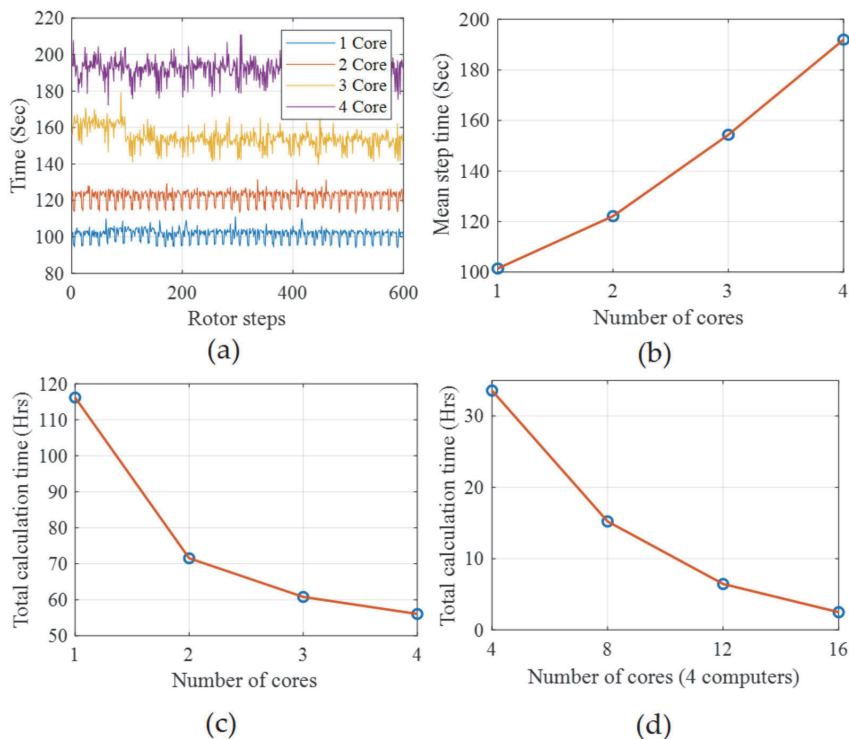 220
200
180
160
140
120
100
80
Time (Sec)
1 Core
2 Core
3 Core
4 Core
0
200
400
600
Rotor steps
(a)
200
180
160
140
120
100
Mean step time (Sec)
1
2
3
4
Number of cores
(b)
120
110
100
90
80
70
60
50
Total calculation time (Hrs)
1
2
3
4
Number of cores
(c)
30
20
10
0
Total calculation time (Hrs)
4
8
12
16
Number of cores (4 computers)
(d)